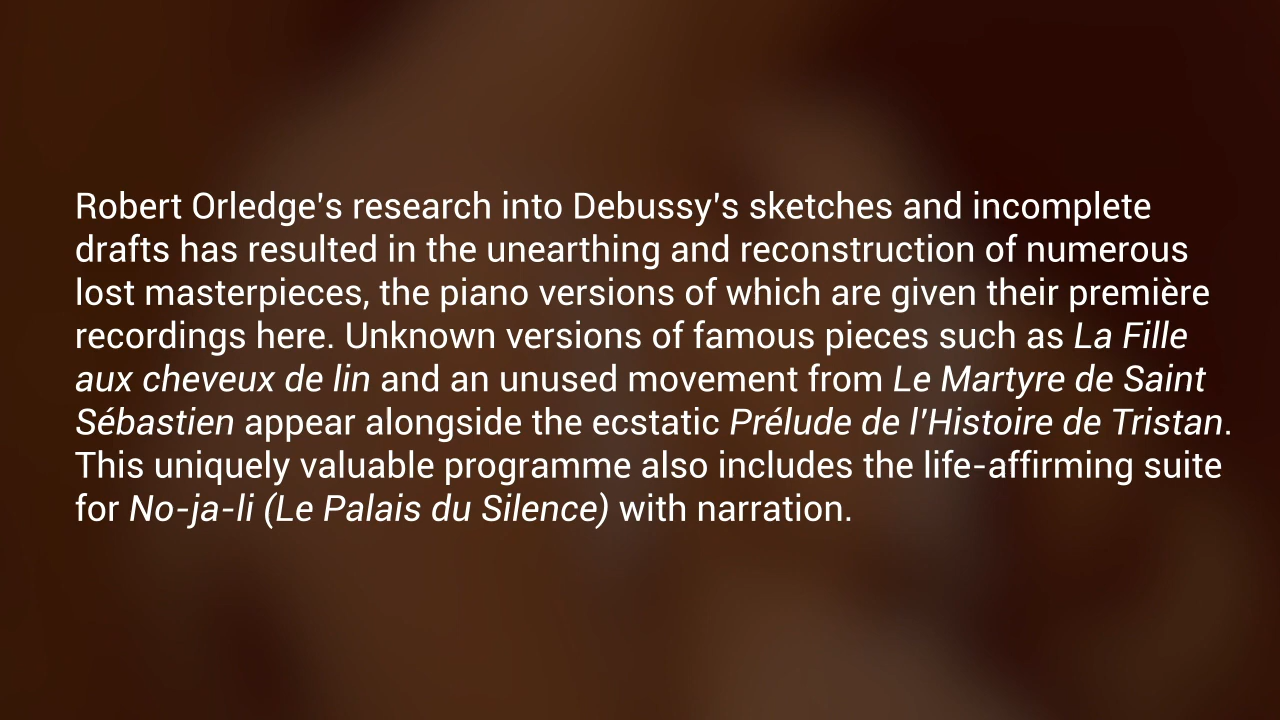 Robert Orledge's research into Debussy's sketches and incomplete
drafts has resulted in the unearthing and reconstruction of numerous
lost masterpieces, the piano versions of which are given their première
recordings here. Unknown versions of famous pieces such as La Fille
aux cheveux de lin and an unused movement from Le Martyre de Saint
Sébastien appear alongside the ecstatic Prélude de l'Histoire de Tristan.
This uniquely valuable programme also includes the life-affirming suite
for No-ja-li (Le Palais du Silence) with narration.